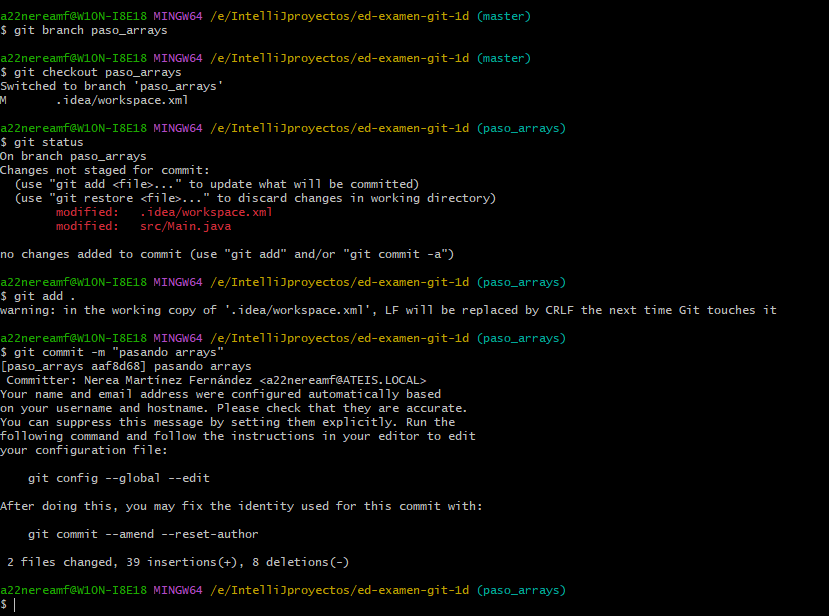 a22nereamf@W10N-I8E18 MINGW64 /e/IntelliJproyectos/ed-examen-git-1d (master)
$ git branch paso_arrays

a22nereamf@W10N-I8E18 MINGW64 /e/IntelliJproyectos/ed-examen-git-1d (master)
$ git checkout paso_arrays
Switched to branch 'paso_arrays'
M       .idea/workspace.xml

a22nereamf@W10N-I8E18 MINGW64 /e/IntelliJproyectos/ed-examen-git-1d (paso_arrays)
$ git status
On branch paso_arrays
Changes not staged for commit:
  (use "git add <file>..." to update what will be committed)
  (use "git restore <file>..." to discard changes in working directory)
        modified:   .idea/workspace.xml
        modified:   src/Main.java

no changes added to commit (use "git add" and/or "git commit -a")

a22nereamf@W10N-I8E18 MINGW64 /e/IntelliJproyectos/ed-examen-git-1d (paso_arrays)
$ git add .
warning: in the working copy of '.idea/workspace.xml', LF will be replaced by CRLF the next time Git touches it

a22nereamf@W10N-I8E18 MINGW64 /e/IntelliJproyectos/ed-examen-git-1d (paso_arrays)
$ git commit -m "pasando arrays"
[paso_arrays aaf8d68] pasando arrays
 Committer: Nerea Martínez Fernández <a22nereamf@ATEIS.LOCAL>
Your name and email address were configured automatically based
on your username and hostname. Please check that they are accurate.
You can suppress this message by setting them explicitly. Run the
following command and follow the instructions in your editor to edit
your configuration file:

    git config --global --edit

After doing this, you may fix the identity used for this commit with:

    git commit --amend --reset-author

 2 files changed, 39 insertions(+), 8 deletions(-)

a22nereamf@W10N-I8E18 MINGW64 /e/IntelliJproyectos/ed-examen-git-1d (paso_arrays)
$